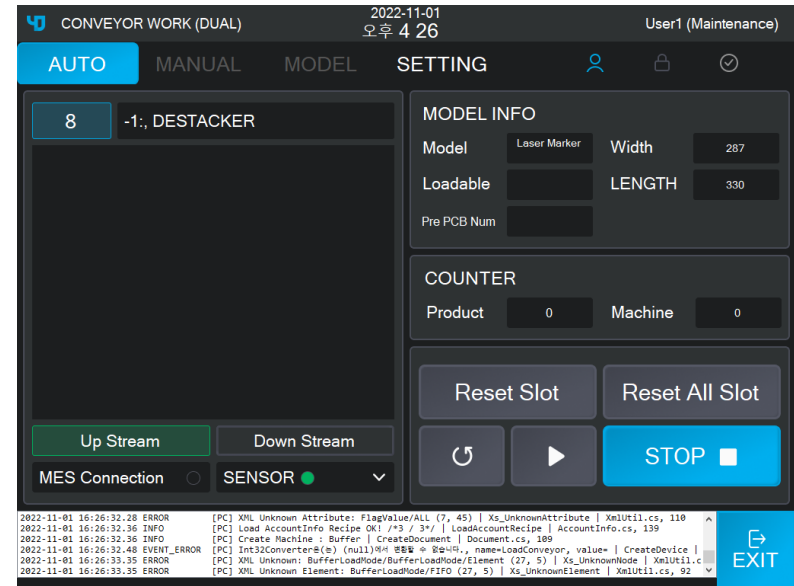 CONVEYOR WORK (DUAL)
2022-11-01
오후 4 26
User1 (Maintenance)
AUTO MANUAL MODEL SETTING
8 -1:, DESTACKER
MODEL INFO
Model Laser Marker Width 287
Loadable LENGTH 330
Pre PCB Num
COUNTER
Product 0 Machine 0
Reset Slot Reset All Slot
Up Stream Down Stream
STOP
MES Connection SENSOR
2022-11-01 16:26:32.28 ERROR [PC] XML Unknown Attribute: FlagValue/ALL (7, 45) | Xs_UnknownAttribute | XmlUtil.cs, 110
2022-11-01 16:26:32.36 INFO [PC] Load AccountInfo Recipe OK! /*3 / 3*/ | LoadAccountRecipe | AccountInfo.cs, 139
2022-11-01 16:26:32.36 INFO [PC] Create Machine : Buffer | CreateDocument | Document.cs, 109
2022-11-01 16:26:32.48 EVENT_ERROR [PC] Int32Converter은(는) (null)에서 변환할 수 없습니다., name=LoadConveyor, value= | CreateDevice |
2022-11-01 16:26:33.35 ERROR [PC] XML Unknown: BufferLoadMode/BufferLoadMode/Element (27, 5) | Xs_UnknownNode | XmlUtil.c
2022-11-01 16:26:33.35 ERROR [PC] XML Unknown Element: BufferLoadMode/FIFO (27, 5) | Xs_UnknownElement | XmlUtil.cs, 92
EXIT